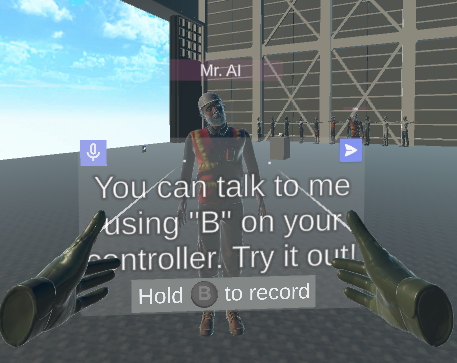 Mr. AI
You can talk to me
using "B" on your
controller. Try it out!
Hold B to record